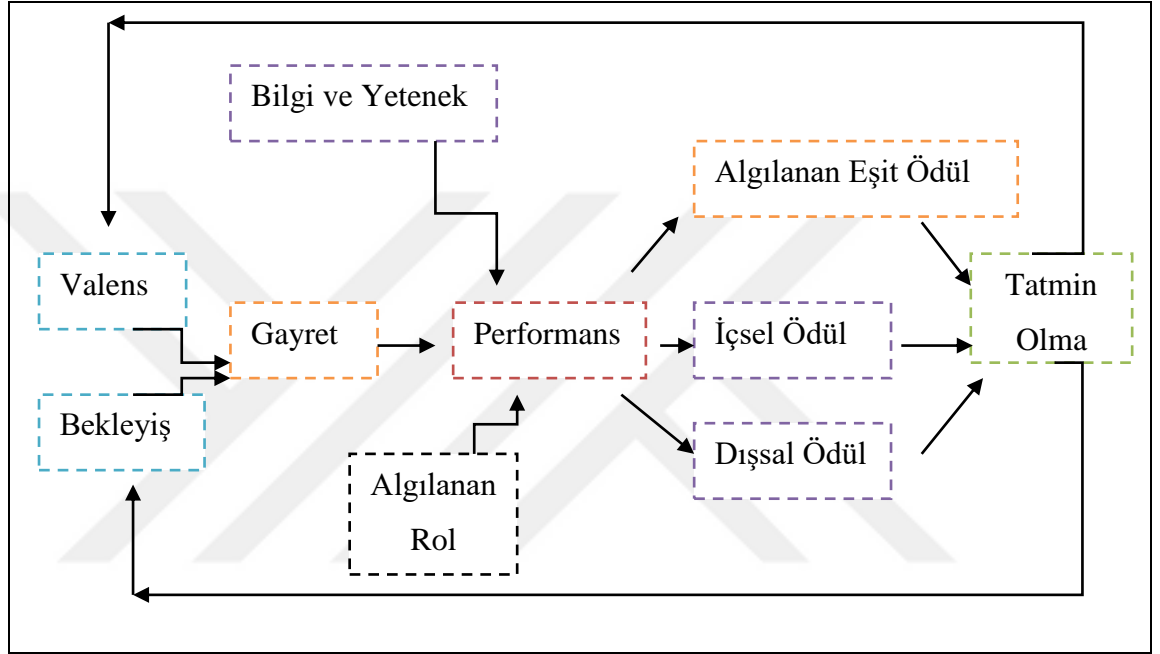 Bilgi ve Yetenek
Algılanan Eşit Ödül
Valens
Tatmin
Olma
Gayret
Performans
İçsel Ödül
Bekleyiş
Dışsal Ödül
Algılanan
Rol